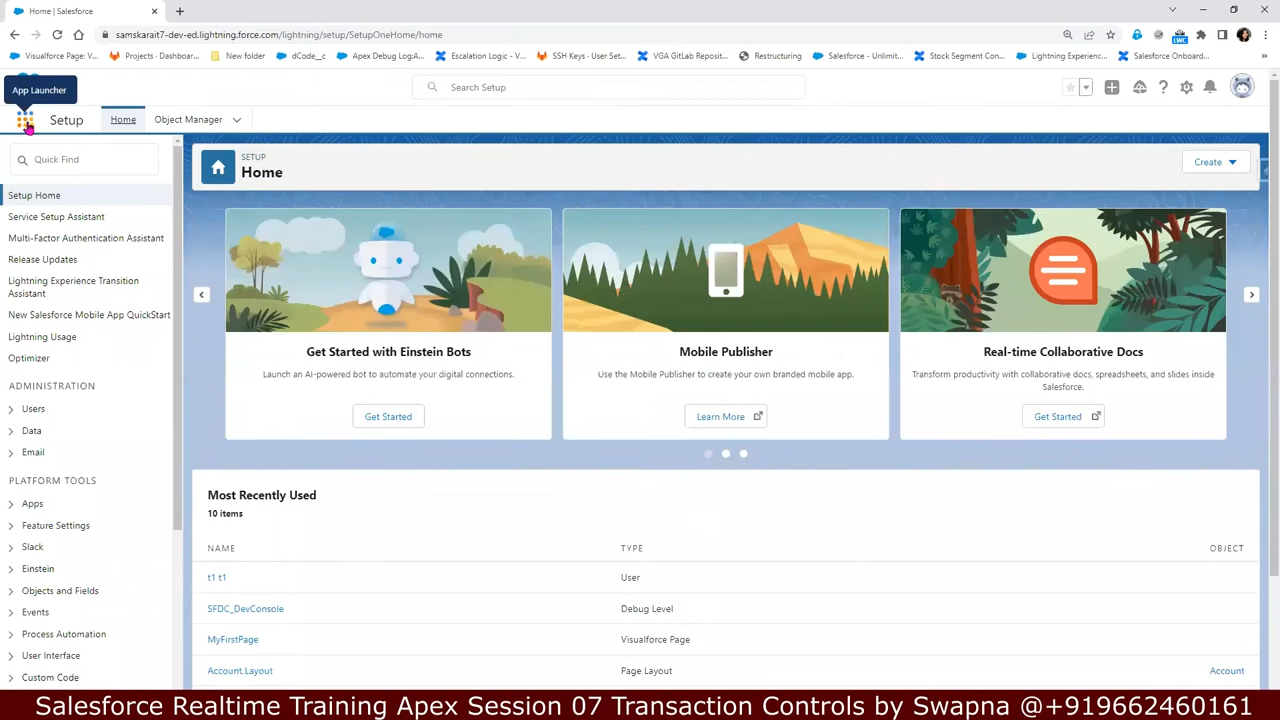 Home | Salesforce
samskarait7-dev-ed.lightning.force.com/lightning/setup/SetupOneHome/home
Visualforce Page: V...
Projects · Dashboar...
New folder
dCode__c
Apex Debug Log:A...
Escalation Logic - V...
SSH Keys · User Set...
VGA GitLab Reposit...
Restructuring
Salesforce - Unlimit...
Stock Segment Con...
Lightning Experienc...
Salesforce Onboard...
App Launcher
Search Setup
Setup
Home
Object Manager
Quick Find
SETUP
Home
Create
Setup Home
Service Setup Assistant
Multi-Factor Authentication Assistant
Release Updates
Lightning Experience Transition
Assistant
New Salesforce Mobile App QuickStart
Lightning Usage
Optimizer
ADMINISTRATION
Users
Data
Email
PLATFORM TOOLS
Apps
Feature Settings
Slack
Einstein
Objects and Fields
Events
Process Automation
User Interface
Custom Code
Get Started with Einstein Bots
Launch an AI-powered bot to automate your digital connections.
Get Started
Mobile Publisher
Use the Mobile Publisher to create your own branded mobile app.
Learn More
Real-time Collaborative Docs
Transform productivity with collaborative docs, spreadsheets, and slides inside
Salesforce.
Get Started
Most Recently Used
10 items
NAME TYPE OBJECT
t1 t1 User
SFDC_DevConsole Debug Level
MyFirstPage Visualforce Page
Account Layout Page Layout Account
Salesforce Realtime Training Apex Session 07 Transaction Controls by Swapna @+919662460161